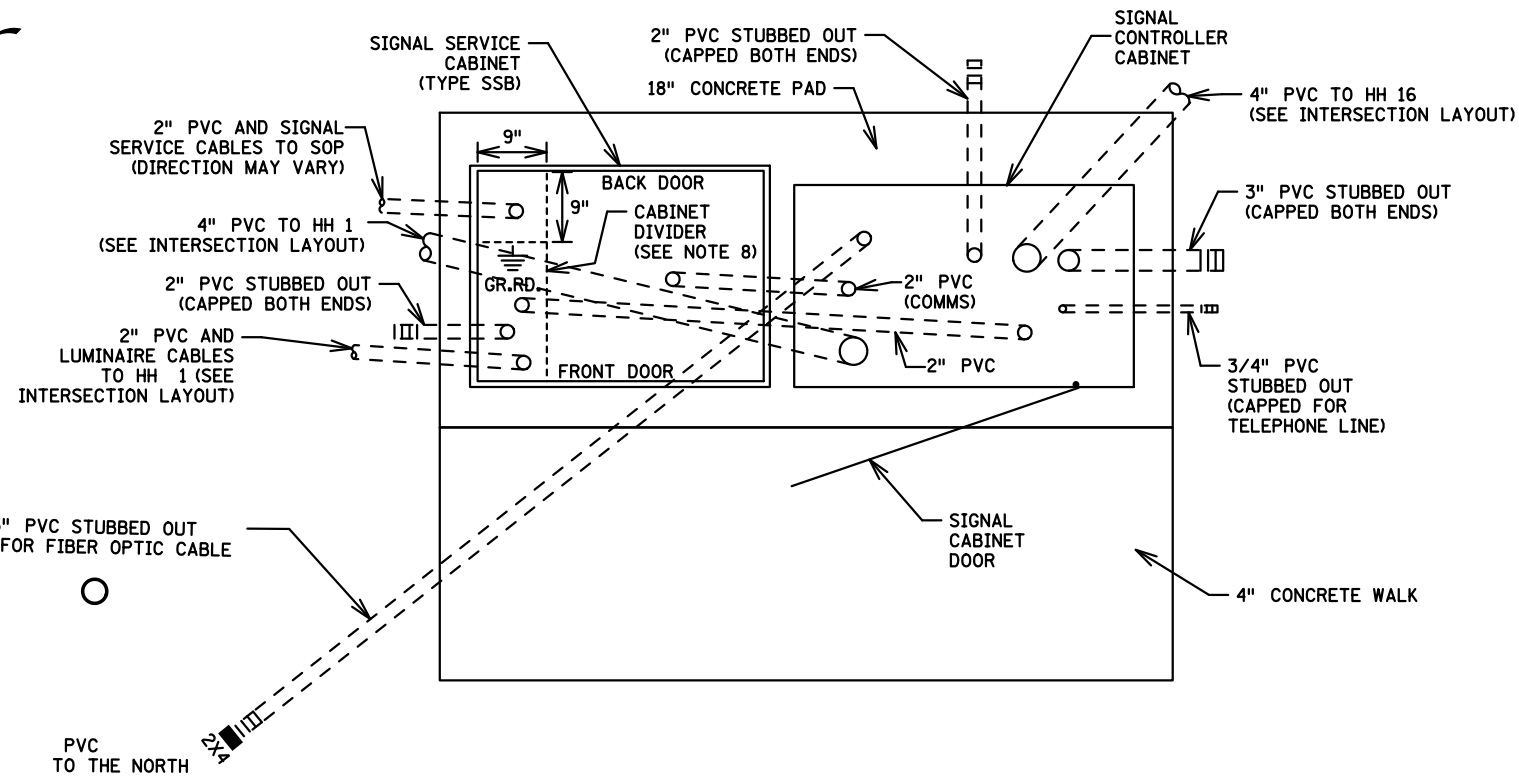 SIGNAL SERVICE
CABINET
(TYPE SSB)
2" PVC STUBBED OUT
(CAPPED BOTH ENDS)
18" CONCRETE PAD
SIGNAL
CONTROLLER
CABINET
4" PVC TO HH 16
(SEE INTERSECTION LAYOUT)
2" PVC AND SIGNAL
SERVICE CABLES TO SOP
(DIRECTION MAY VARY)
9"
BACK DOOR
9"
CABINET
DIVIDER
(SEE NOTE 8)
3" PVC STUBBED OUT
(CAPPED BOTH ENDS)
4" PVC TO HH 1
(SEE INTERSECTION LAYOUT)
GR.RD.
2" PVC STUBBED OUT
(CAPPED BOTH ENDS)
2" PVC
(COMMS)
2" PVC AND
LUMINAIRE CABLES
TO HH 1 (SEE
INTERSECTION LAYOUT)
FRONT DOOR
2" PVC
3/4" PVC
STUBBED OUT
(CAPPED FOR
TELEPHONE LINE)
" PVC STUBBED OUT
FOR FIBER OPTIC CABLE
SIGNAL
CABINET
DOOR
4" CONCRETE WALK
2X4
PVC
TO THE NORTH